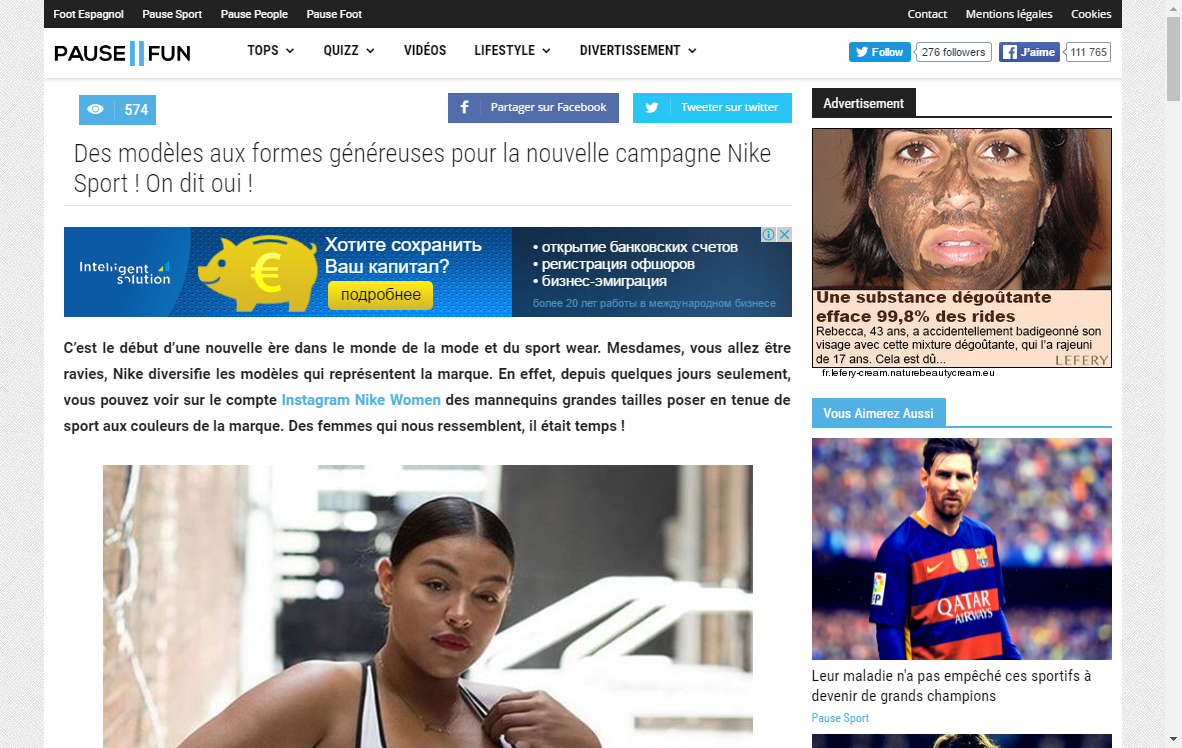 Foot Espagnol Pause Sport Pause People Pause Foot Contact Mentions légales Cookies
PAUSE FUN TOPS QUIZZ VIDÉOS LIFESTYLE DIVERTISSEMENT Follow 276 followers J'aime 111 765
574 Partager sur Facebook Tweeter sur twitter
Des modèles aux formes généreuses pour la nouvelle campagne Nike
Sport ! On dit oui !
Intelligent
solution
Хотите сохранить
Ваш капитал?
подробнее
• открытие банковских счетов
• регистрация офшоров
• бизнес-эмиграция
более 20 лет работы в международном бизнесе
C'est le début d'une nouvelle ère dans le monde de la mode et du sport wear. Mesdames, vous allez être
ravies, Nike diversifie les modèles qui représentent la marque. En effet, depuis quelques jours seulement,
vous pouvez voir sur le compte Instagram Nike Women des mannequins grandes tailles poser en tenue de
sport aux couleurs de la marque. Des femmes qui nous ressemblent, il était temps !
Advertisement
Une substance dégoûtante
efface 99,8% des rides
Rebecca, 43 ans, a accidentellement badigeonné son
visage avec cette mixture dégoûtante, qui l'a rajeuni
de 17 ans. Cela est dû... LEFERY
fr.lefery-cream.naturebeautycream.eu
Vous Aimerez Aussi
QATAR
AIRWAYS
Leur maladie n'a pas empêché ces sportifs à
devenir de grands champions
Pause Sport